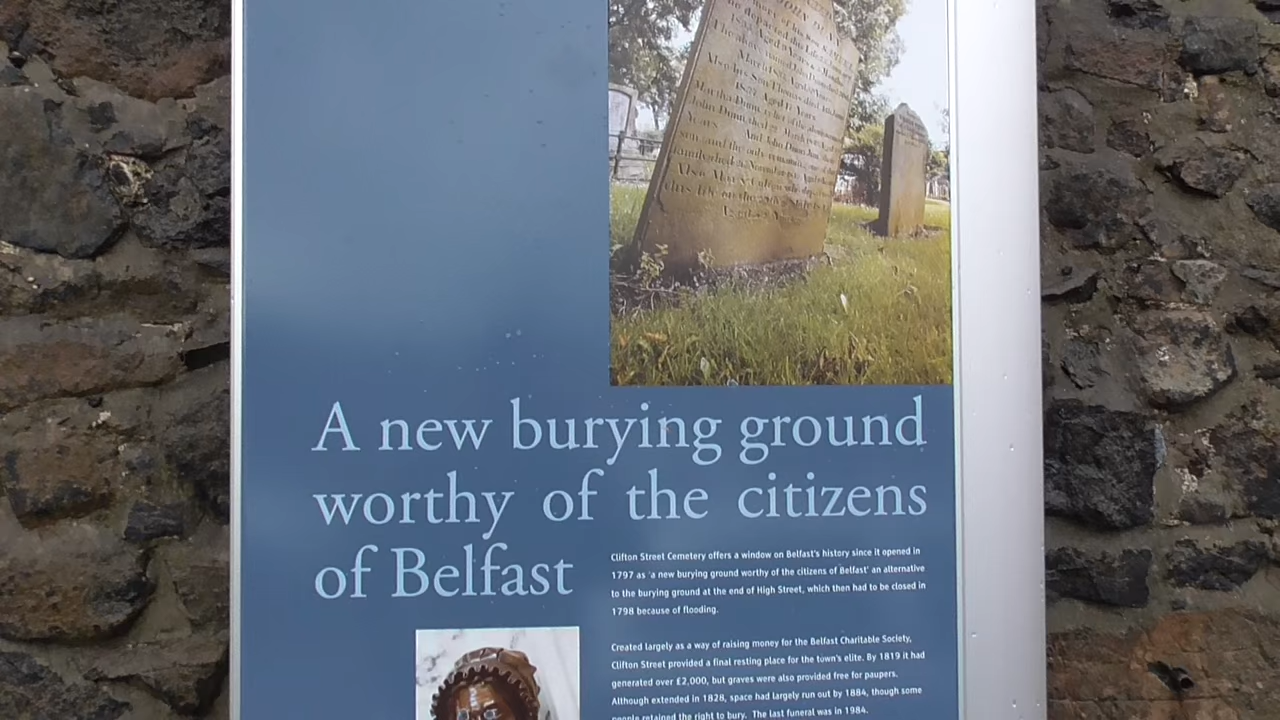 A new burying ground
worthy of the citizens
of Belfast
Clifton Street Cemetery offers a window on Belfast's history since it opened in
1797 as 'a new burying ground worthy of the citizens of Belfast' an alternative
to the burying ground at the end of High Street, which then had to be closed in
1798 because of flooding.
Created largely as a way of raising money for the Belfast Charitable Society,
Clifton Street provided a final resting place for the town's elite. By 1819 it had
generated over £2,000, but graves were also provided free for paupers.
Although extended in 1828, space had largely run out by 1884, though some
people retained the right to bury. The last funeral was in 1984.